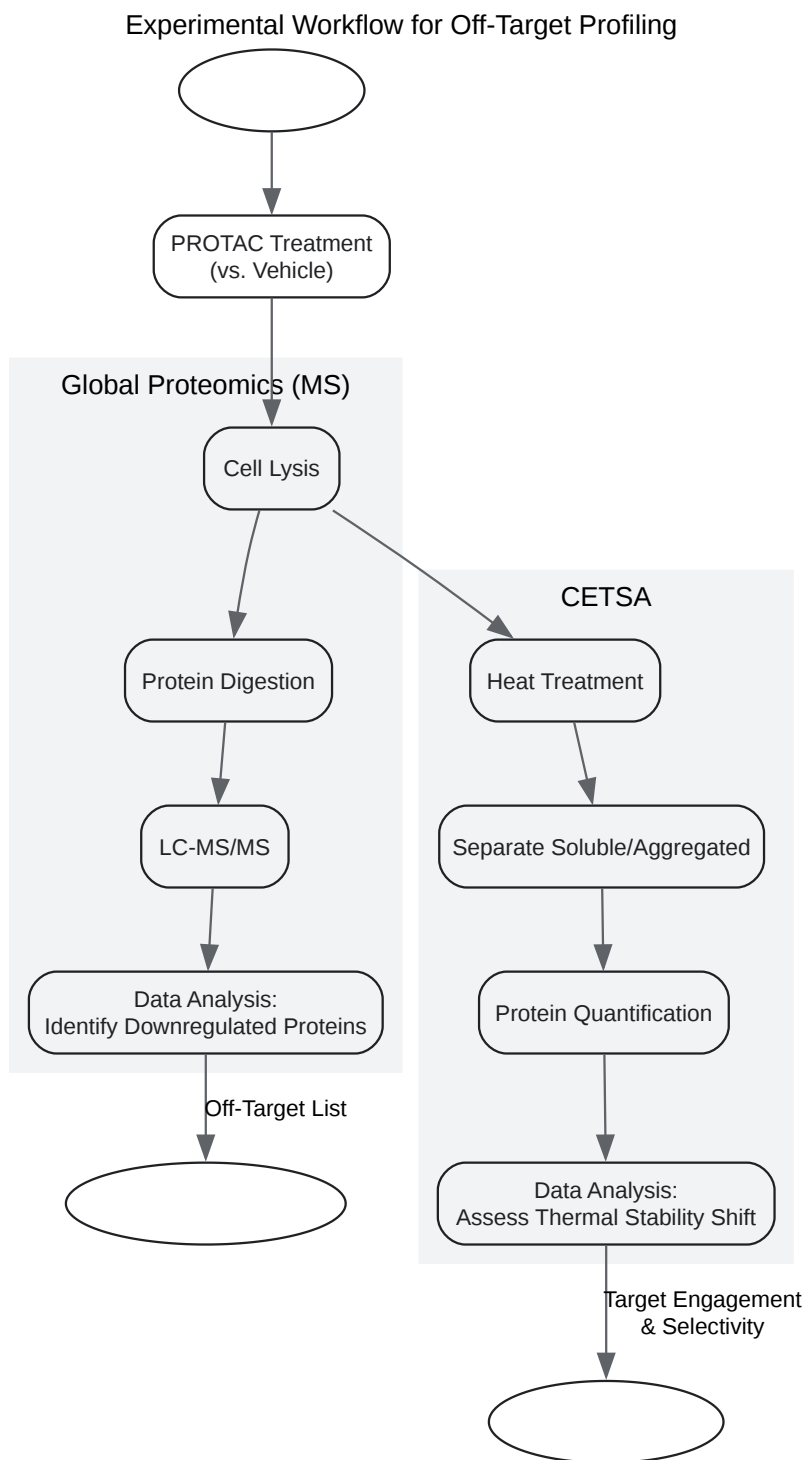 Experimental Workflow for Off-Target Profiling
PROTAC Treatment
(vs. Vehicle)
Global Proteomics (MS)
Cell Lysis
CETSA
Protein Digestion
Heat Treatment
LC-MS/MS
Separate Soluble/Aggregated
Data Analysis:
Identify Downregulated Proteins
Protein Quantification
Off-Target List
Data Analysis:
Assess Thermal Stability Shift
Target Engagement
& Selectivity